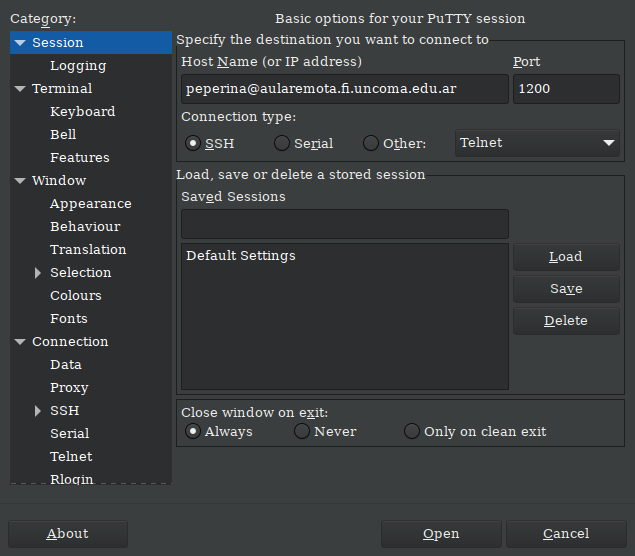 Category:
Basic options for your PuTTY session
Session
Logging
Terminal
Keyboard
Bell
Features
Window
Appearance
Behaviour
Translation
Selection
Colours
Fonts
Connection
Data
Proxy
SSH
Serial
Telnet
Rlogin
Specify the destination you want to connect to
Host Name (or IP address) Port
peperina@aularemota.fi.uncoma.edu.ar 1200
Connection type:
SSH Serial Other: Telnet
Load, save or delete a stored session
Saved Sessions
Default Settings
Load
Save
Delete
Close window on exit:
Always Never Only on clean exit
About Open Cancel